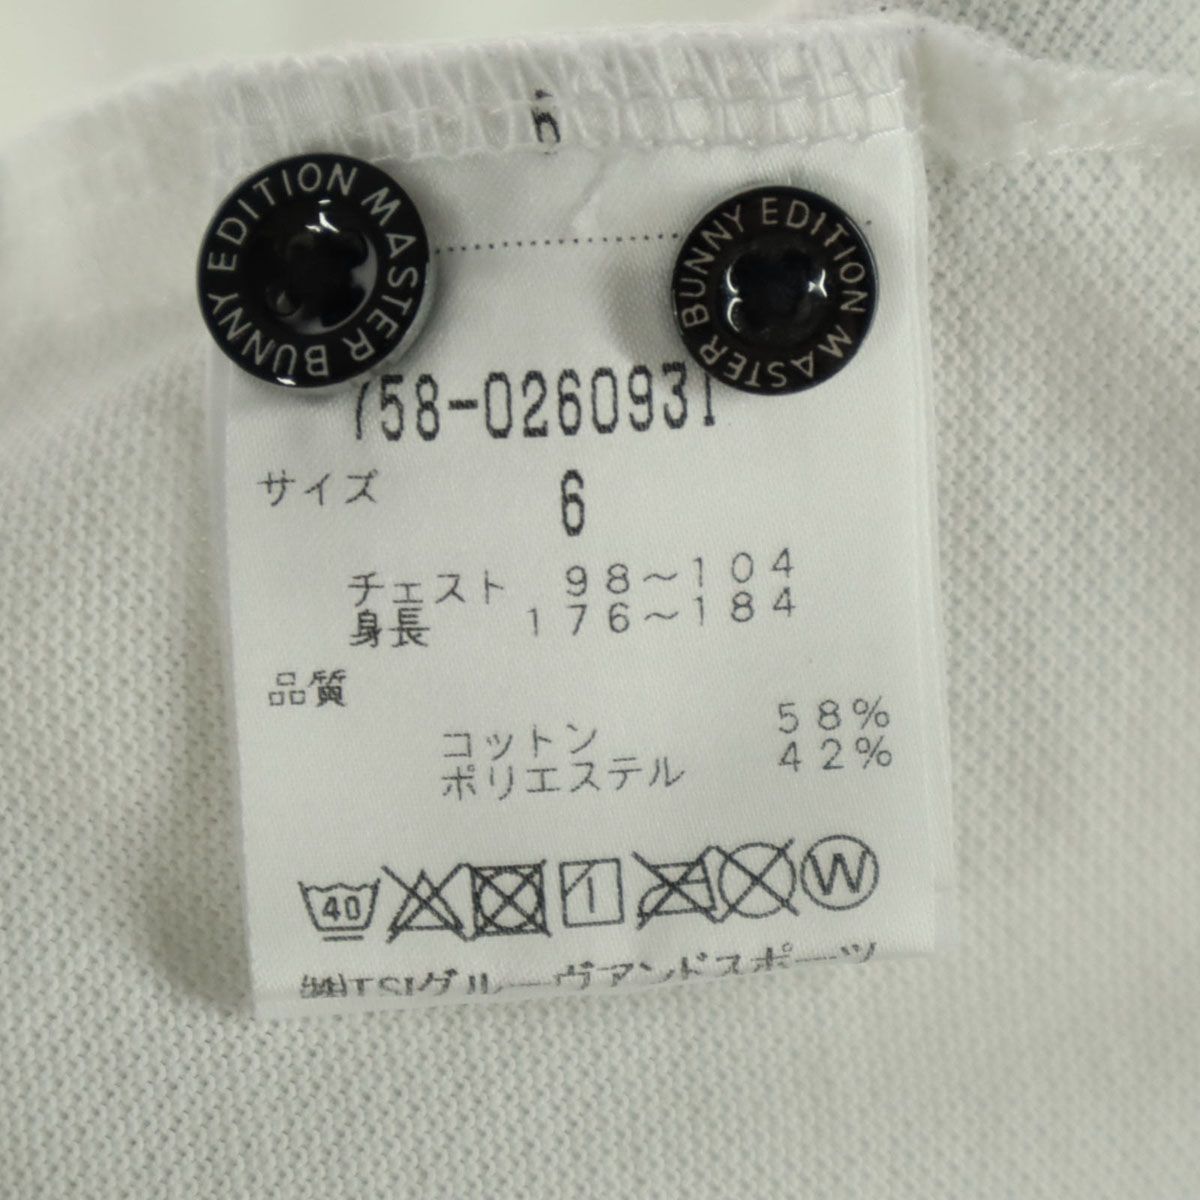 MASTER BUNNY EDITION
MASTER BUNNY EDITION
758-0260931
サイズ 6
チェスト 98~104
身長 176~184
品質
コットン 58%
ポリエステル 42%
40 W
㈱TSIグルーヴアンドスポーツ